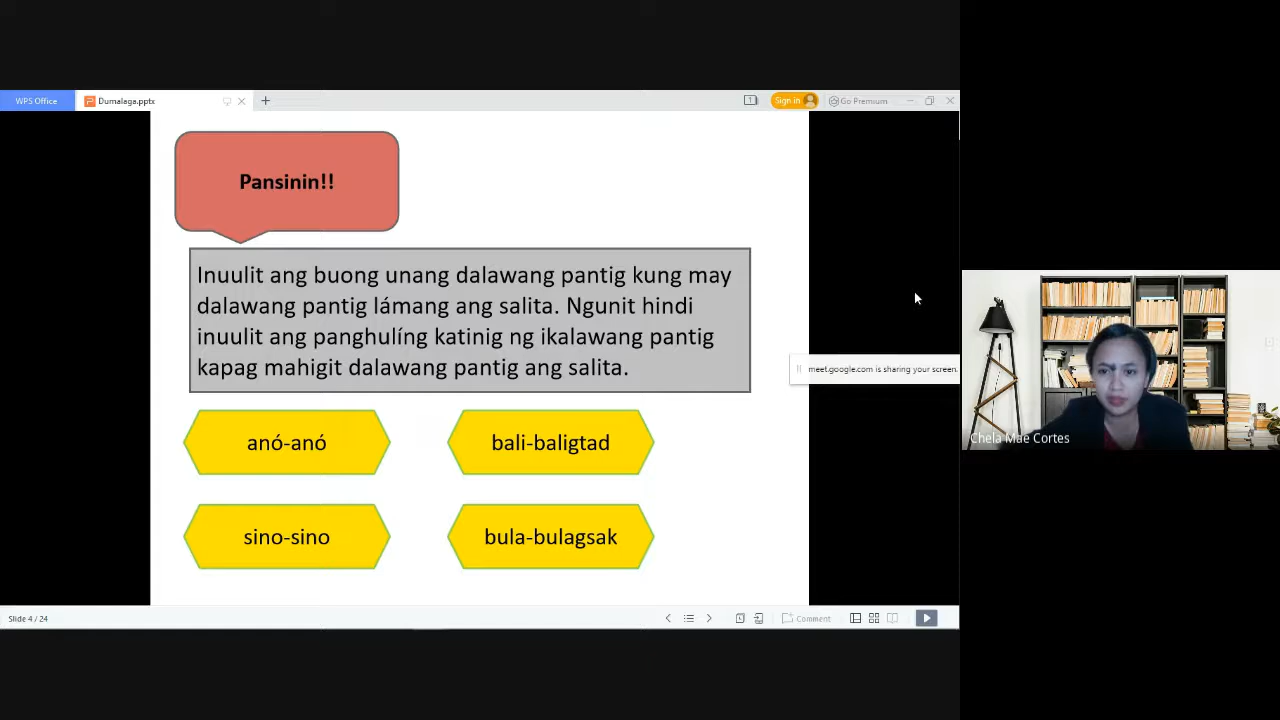 WPS Office
Dumalaga.pptx
1
Sign in
Go Premium
Pansinin!!
Inuulit ang buong unang dalawang pantig kung may
dalawang pantig lámang ang salita. Ngunit hindi
inuulit ang panghulíng katinig ng ikalawang pantig
kapag mahigit dalawang pantig ang salita.
meet.google.com is sharing your screen.
anó-anó
bali-baligtad
sino-sino
bula-bulagsak
Chela Mae Cortes
Slide 4 / 24
Comment